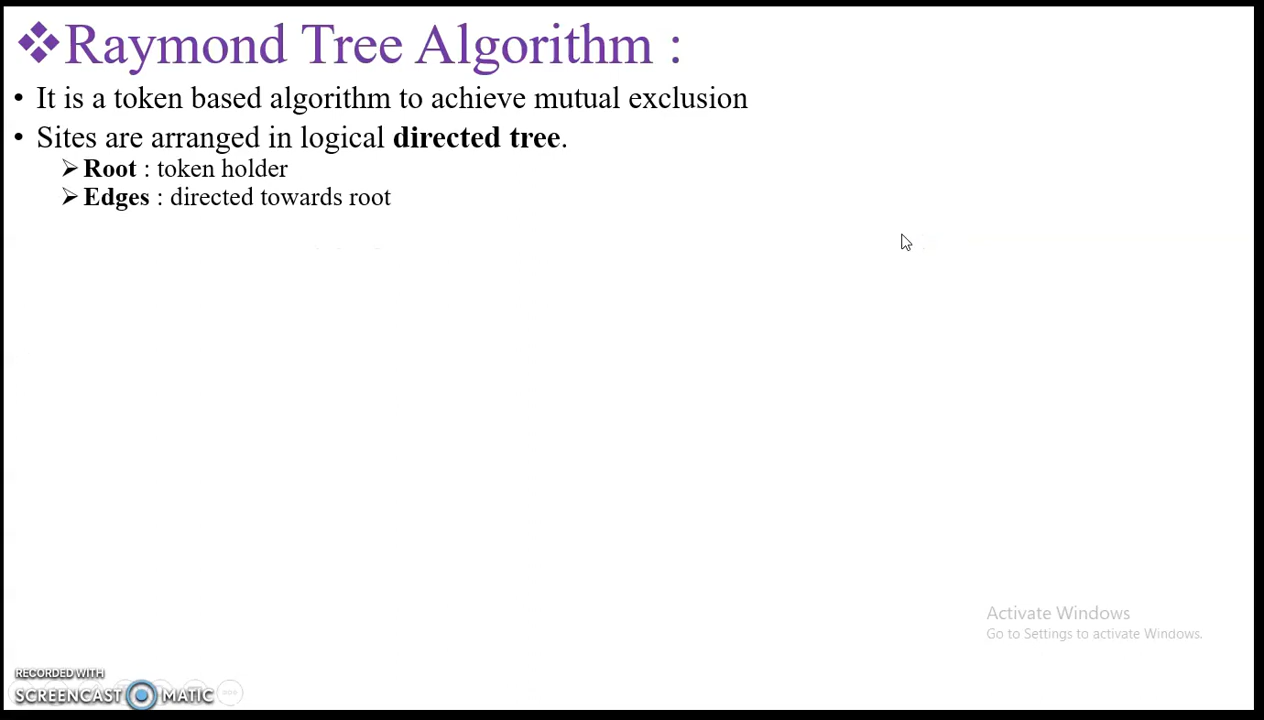 ❖Raymond Tree Algorithm :
• It is a token based algorithm to achieve mutual exclusion
• Sites are arranged in logical directed tree.
➢ Root : token holder
➢ Edges : directed towards root
Activate Windows
Go to Settings to activate Windows.
RECORDED WITH
SCREENCAST MATIC